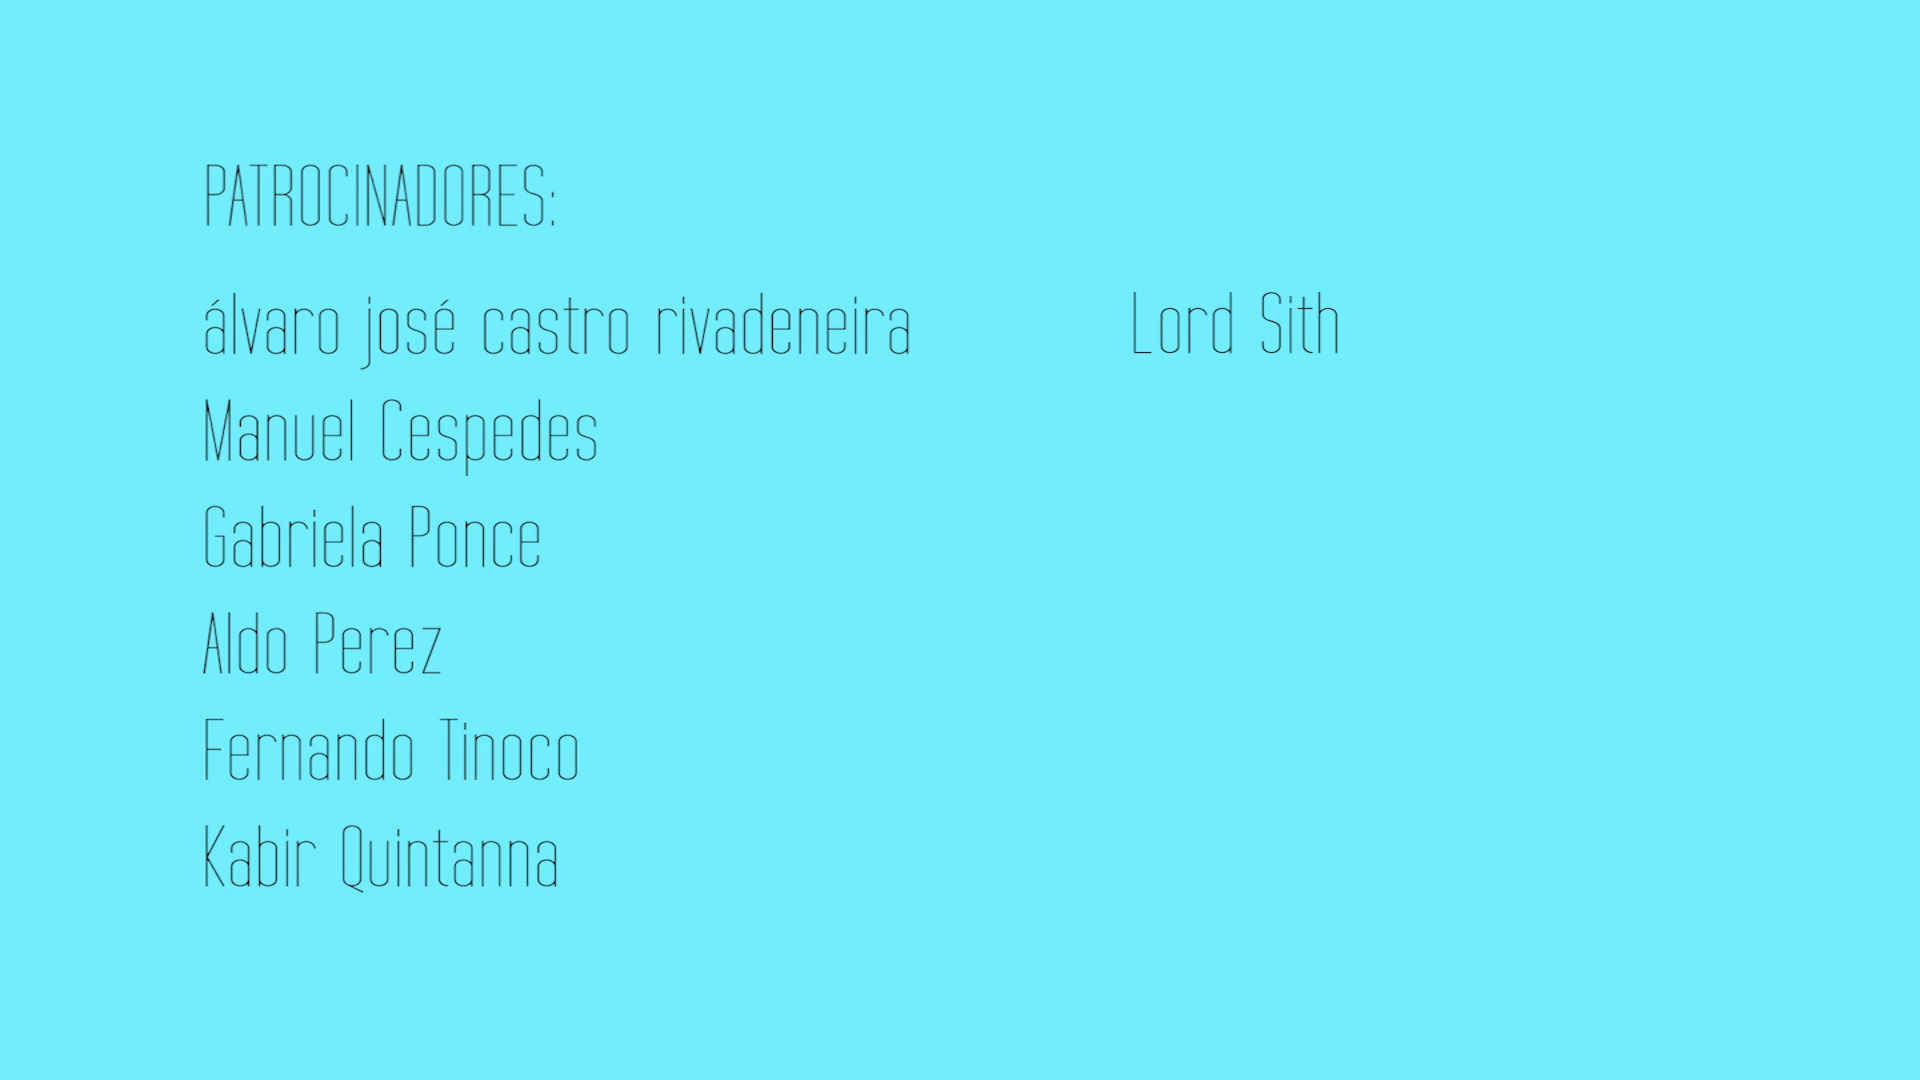 PATROCINADORES:
álvaro josé castro rivadeneira
Manuel Cespedes
Gabriela Ponce
Aldo Perez
Fernando Tinoco
Kabir Quintanna
Lord Sith